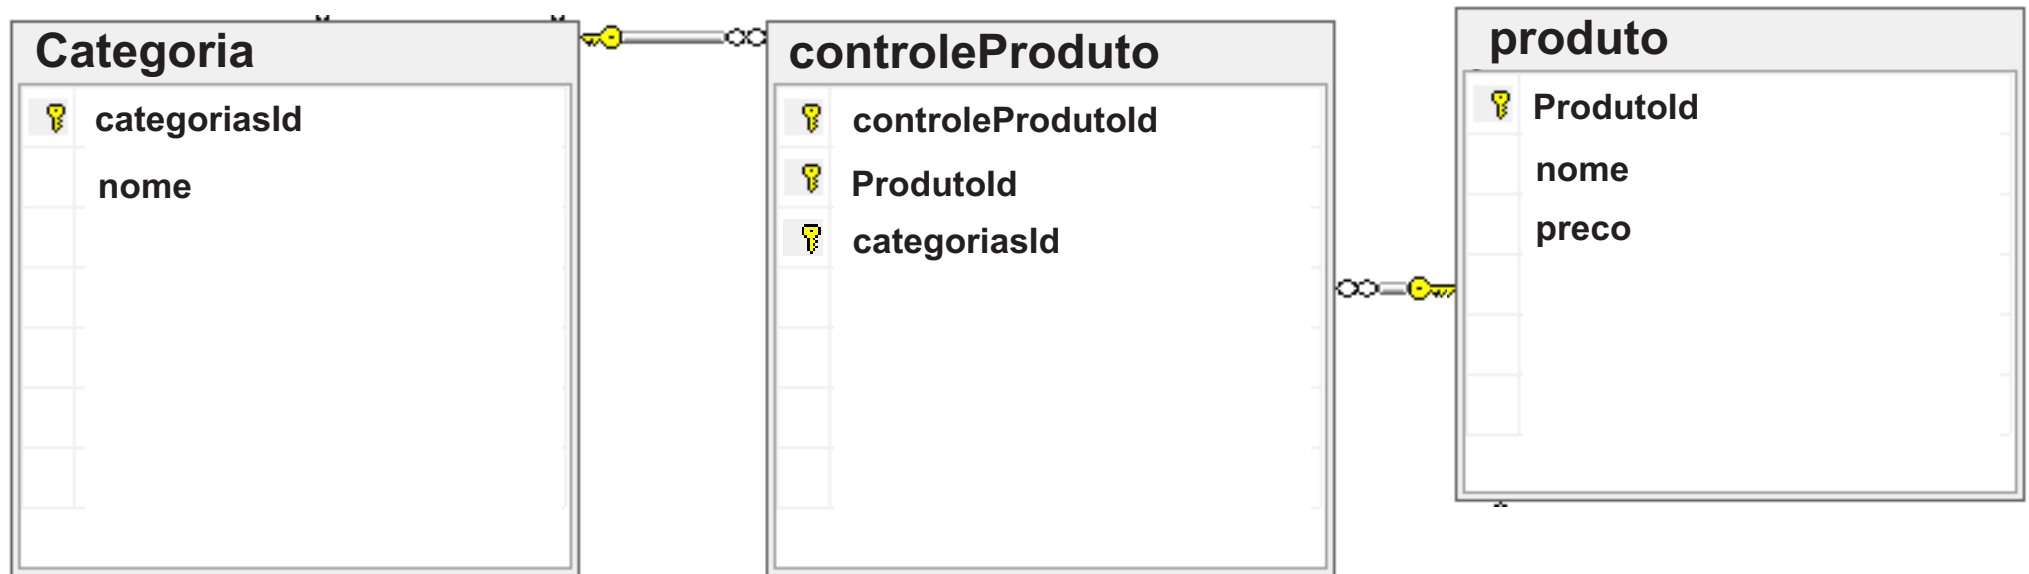 Categoria
categoriasId
nome
controleProduto
controleProdutoId
ProdutoId
categoriasId
produto
ProdutoId
nome
preco